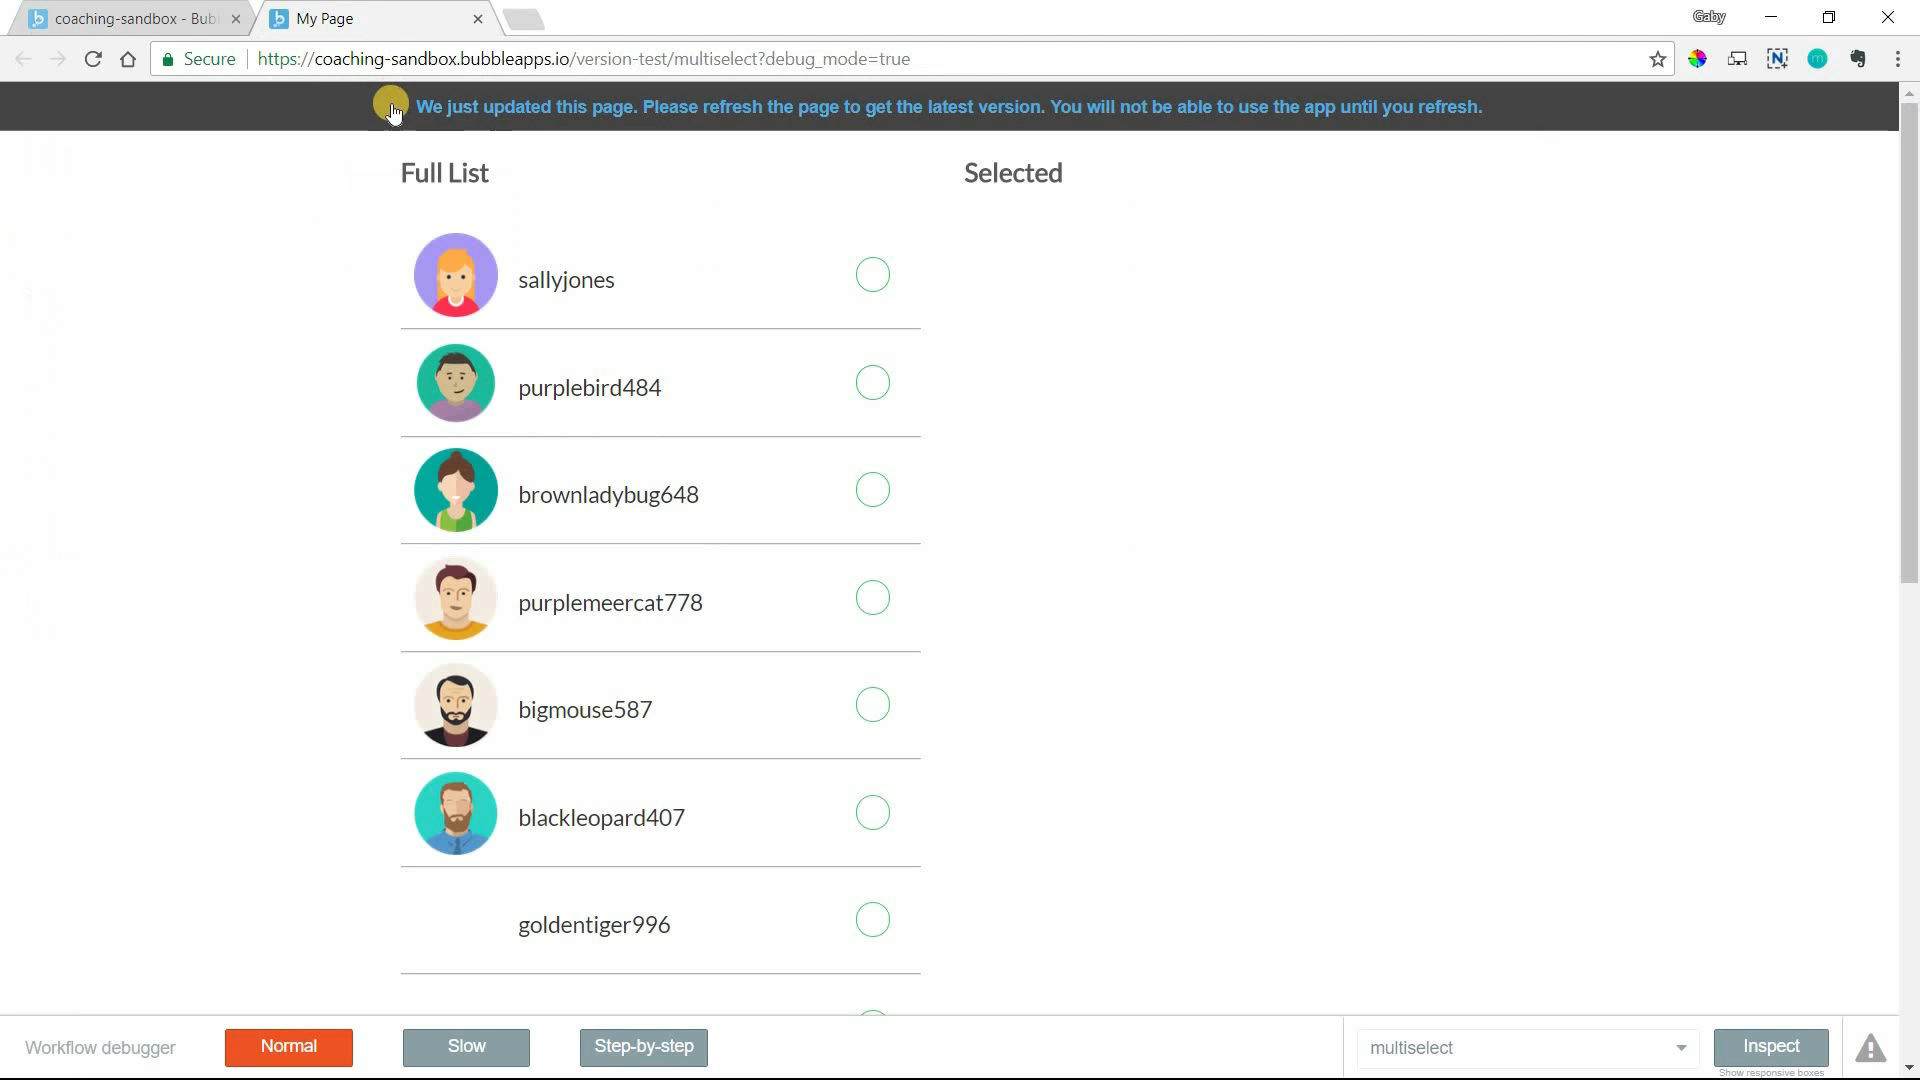 coaching-sandbox - Bub
My Page
Gaby
Secure
https://coaching-sandbox.bubbleapps.io/version-test/multiselect?debug_mode=true
We just updated this page. Please refresh the page to get the latest version. You will not be able to use the app until you refresh.
Full List
Selected
sallyjones
purplebird484
brownladybug648
purplemeercat778
bigmouse587
blackleopard407
goldentiger996
Workflow debugger
Normal
Slow
Step-by-step
multiselect
Inspect
Show responsive boxes